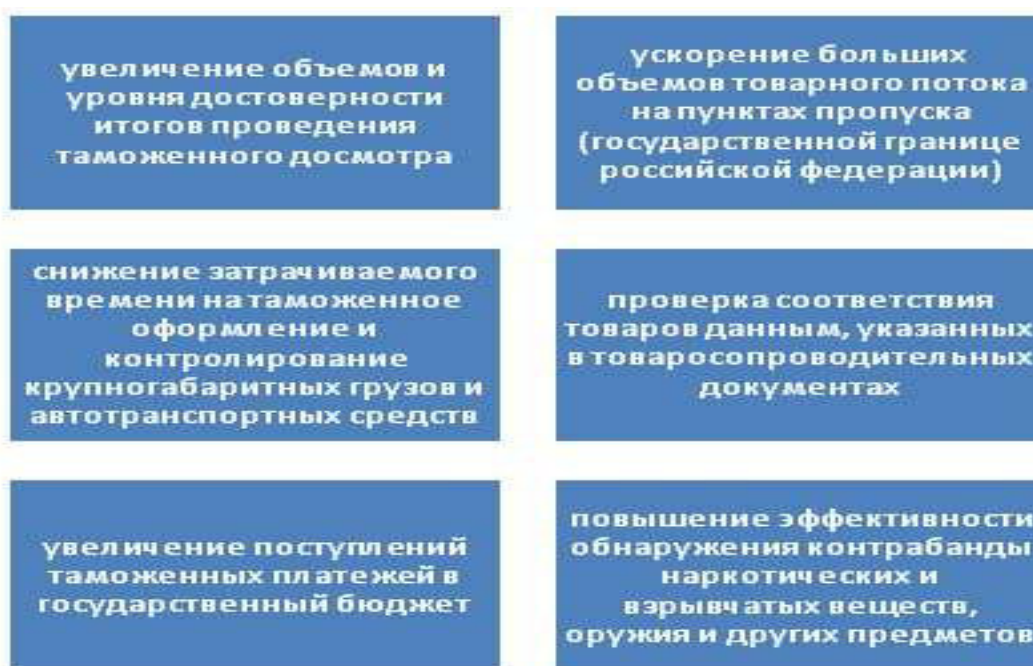 увеличение объемов и
уровня достоверности
итогов проведения
таможенного досмотра
ускорение больших
объемов товарного потока
на пунктах пропуска
(государственной границе
российской федерации)
снижение затрачиваемого
времени на таможенное
оформление и
контролирование
крупногабаритных грузов и
автотранспортных средств
проверка соответствия
товаров данным, указанных
в товаросопроводительных
документах
увеличение поступлений
таможенных платежей в
государственный бюджет
повышение эффективности
обнаружения контрабанды
наркотических и
взрывчатых веществ,
оружия и других предметов